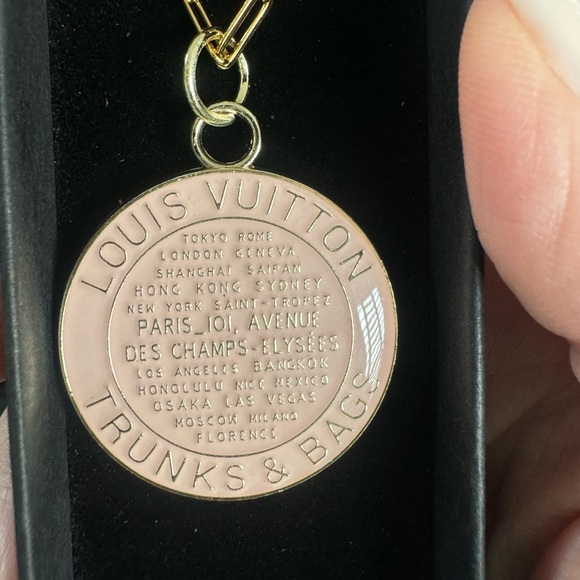 LOUIS VUITTON
TOKYO ROME
LONDON GENEVA
SHANGHAI SAIPAN
HONG KONG SYDNEY
NEW YORK SAINT-TROPEZ
PARIS_101, AVENUE
DES CHAMPS-ELYSÉES
LOS ANGELES BANGKOK
HONOLULU NICE MEXICO
OSAKA LAS VEGAS
MOSCOW MILANO
FLORENCE
TRUNKS & BAGS